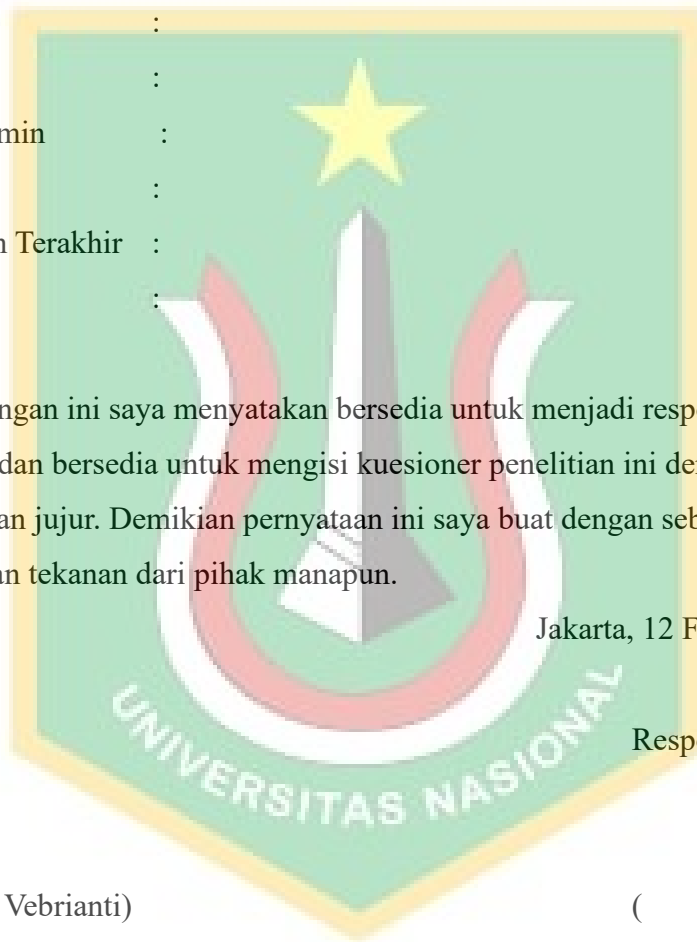 :
:
min :
:
n Terakhir :
:
ngan ini saya menyatakan bersedia untuk menjadi resp
dan bersedia untuk mengisi kuesioner penelitian ini de
an jujur. Demikian pernyataan ini saya buat dengan seb
an tekanan dari pihak manapun.
Jakarta, 12 F
Resp
UNIVERSITAS NASIONAL
Vebrianti) (